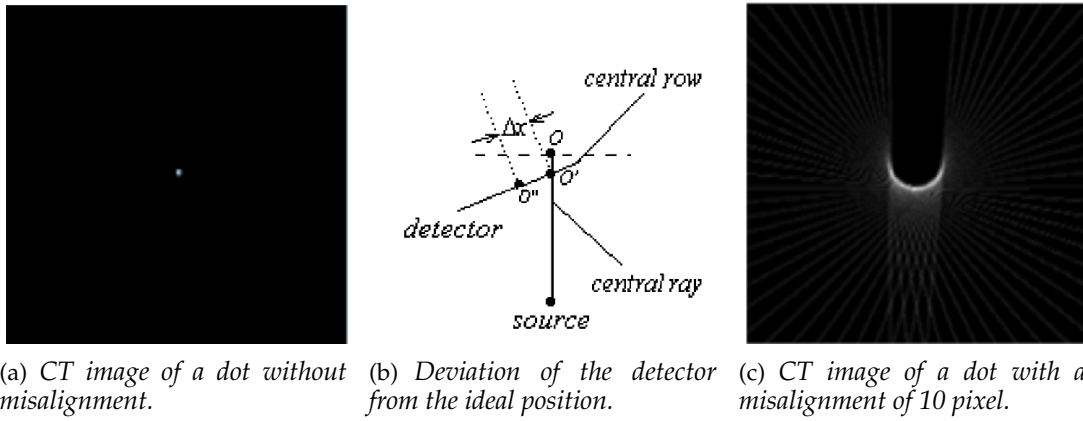 central row
Δx
O
O'
O"
detector
central ray
source
(a) CT image of a dot without
misalignment.
(b) Deviation of the detector
from the ideal position.
(c) CT image of a dot with a
misalignment of 10 pixel.